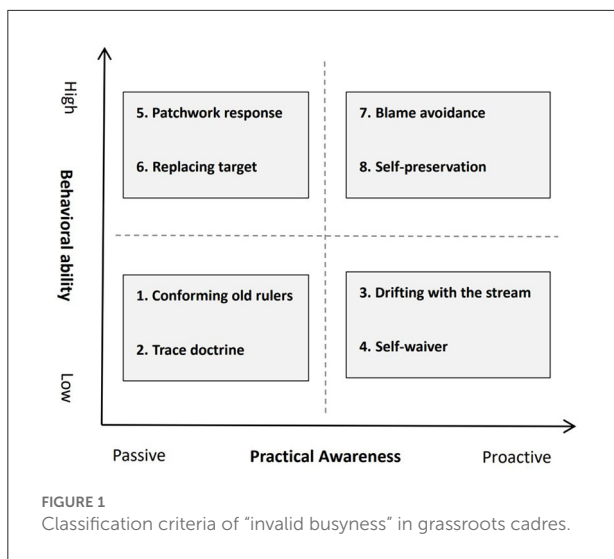 High
Behavioral ability
Low
5. Patchwork response
6. Replacing target
7. Blame avoidance
8. Self-preservation
1. Conforming old rulers
2. Trace doctrine
3. Drifting with the stream
4. Self-waiver
Passive
Practical Awareness
Proactive
FIGURE 1
Classification criteria of "invalid busyness" in grassroots cadres.